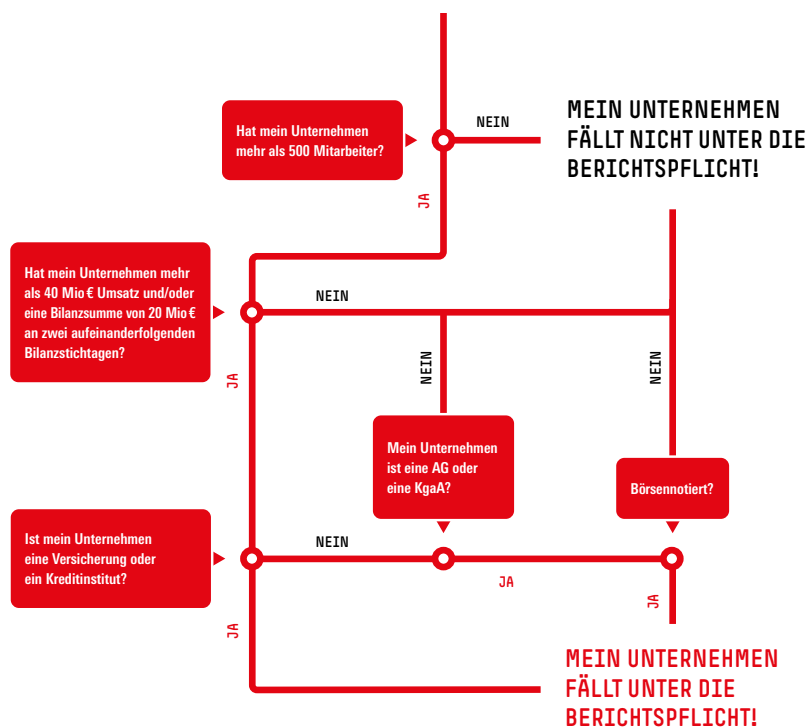 Hat mein Unternehmen
mehr als 500 Mitarbeiter?
NEIN
MEIN UNTERNEHMEN
FÄLLT NICHT UNTER DIE
BERICHTSPFLICHT!
JA
Hat mein Unternehmen mehr
als 40 Mio € Umsatz und/oder
eine Bilanzsumme von 20 Mio €
an zwei aufeinanderfolgenden
Bilanzstichtagen?
NEIN
JA
NEIN
NEIN
Mein Unternehmen
ist eine AG oder
eine KgaA?
Börsennotiert?
Ist mein Unternehmen
eine Versicherung oder
ein Kreditinstitut?
NEIN
JA
JA
JA
MEIN UNTERNEHMEN
FÄLLT UNTER DIE
BERICHTSPFLICHT!